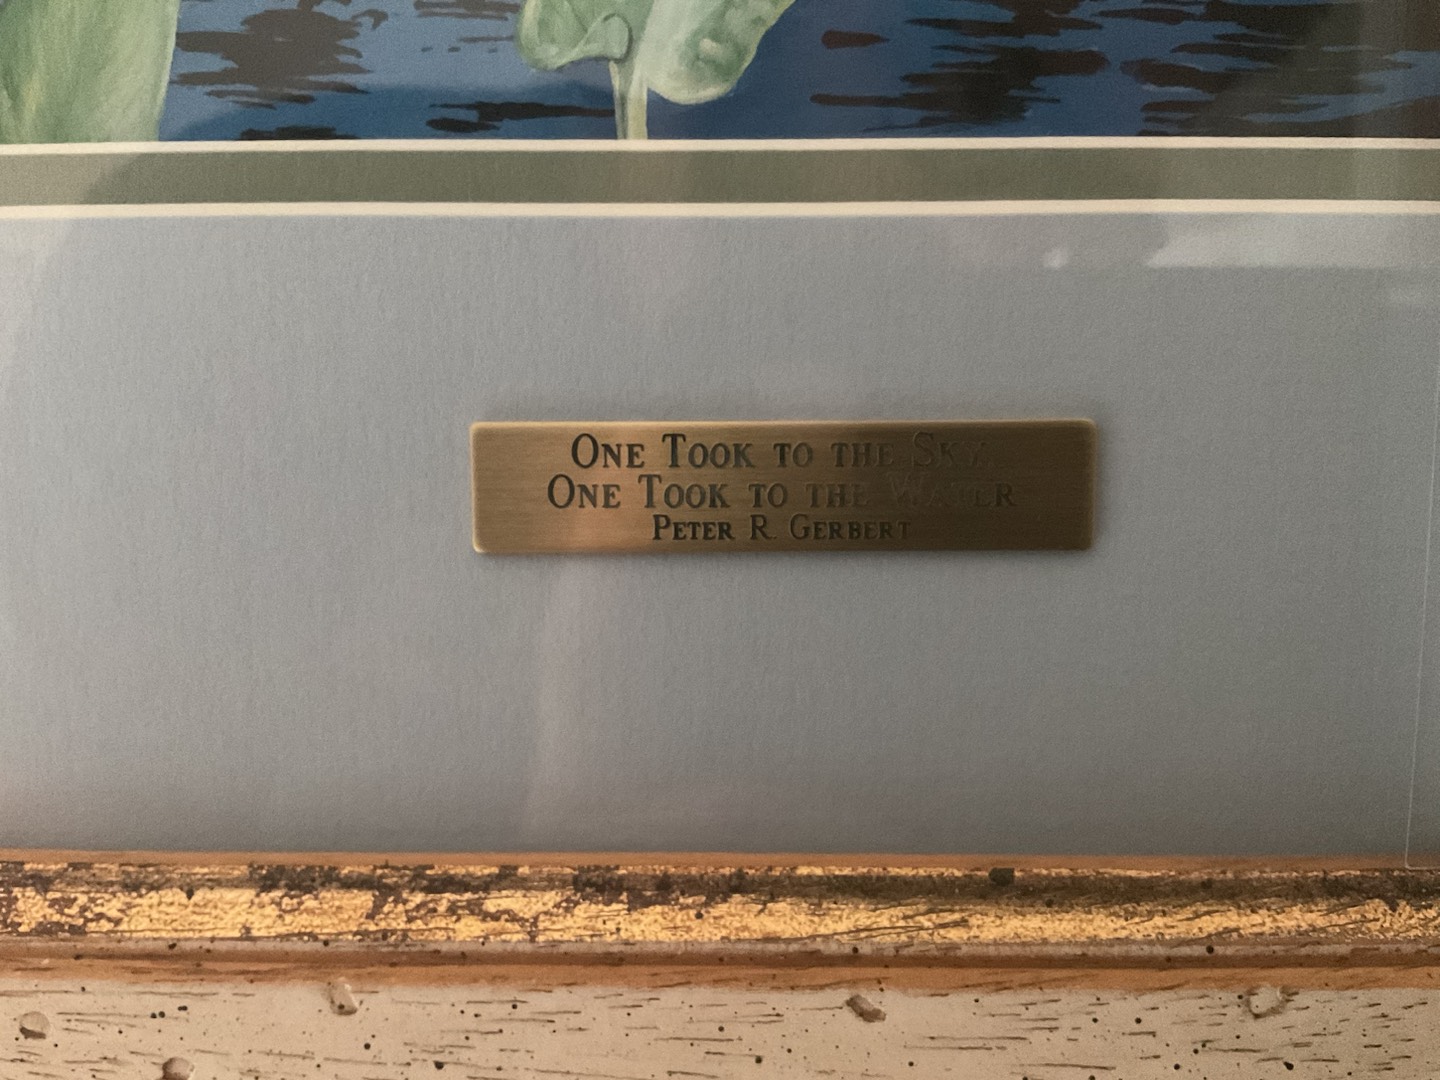 One Took to the Sky
One Took to the Water
Peter R. Gerbert